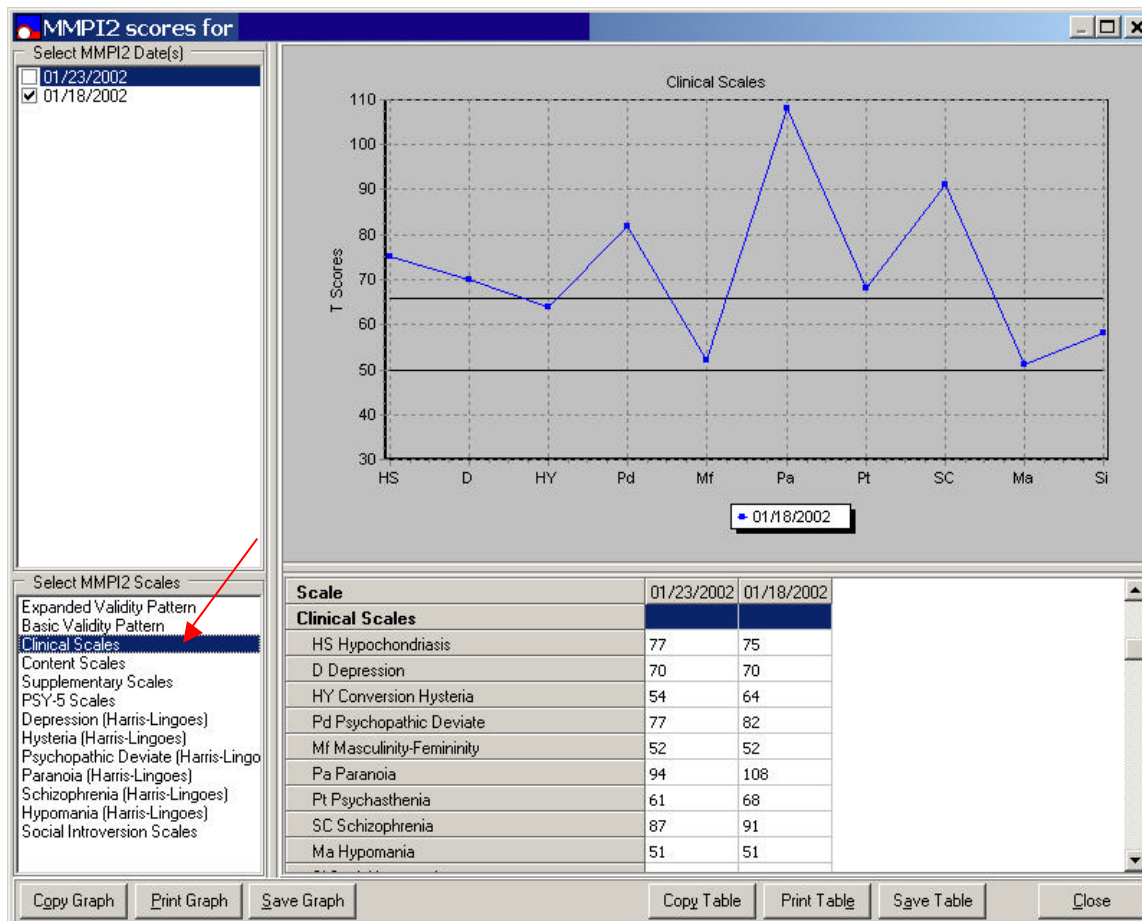 MMPI2 scores for
Select MMPI2 Date(s)
01/23/2002
01/18/2002
Clinical Scales
110
100
90
80
70
60
50
40
30
T Scores
HS D HY Pd Mf Pa Pt SC Ma Si
01/18/2002
Select MMPI2 Scales
Expanded Validity Pattern
Basic Validity Pattern
Clinical Scales
Content Scales
Supplementary Scales
PSY-5 Scales
Depression (Harris-Lingoes)
Hysteria (Harris-Lingoes)
Psychopathic Deviate (Harris-Lingo
Paranoia (Harris-Lingoes)
Schizophrenia (Harris-Lingoes)
Hypomania (Harris-Lingoes)
Social Introversion Scales
Scale 01/23/2002 01/18/2002
Clinical Scales
HS Hypochondriasis 77 75
D Depression 70 70
HY Conversion Hysteria 54 64
Pd Psychopathic Deviate 77 82
Mf Masculinity-Femininity 52 52
Pa Paranoia 94 108
Pt Psychasthenia 61 68
SC Schizophrenia 87 91
Ma Hypomania 51 51
Copy Graph Print Graph Save Graph Copy Table Print Table Save Table Close